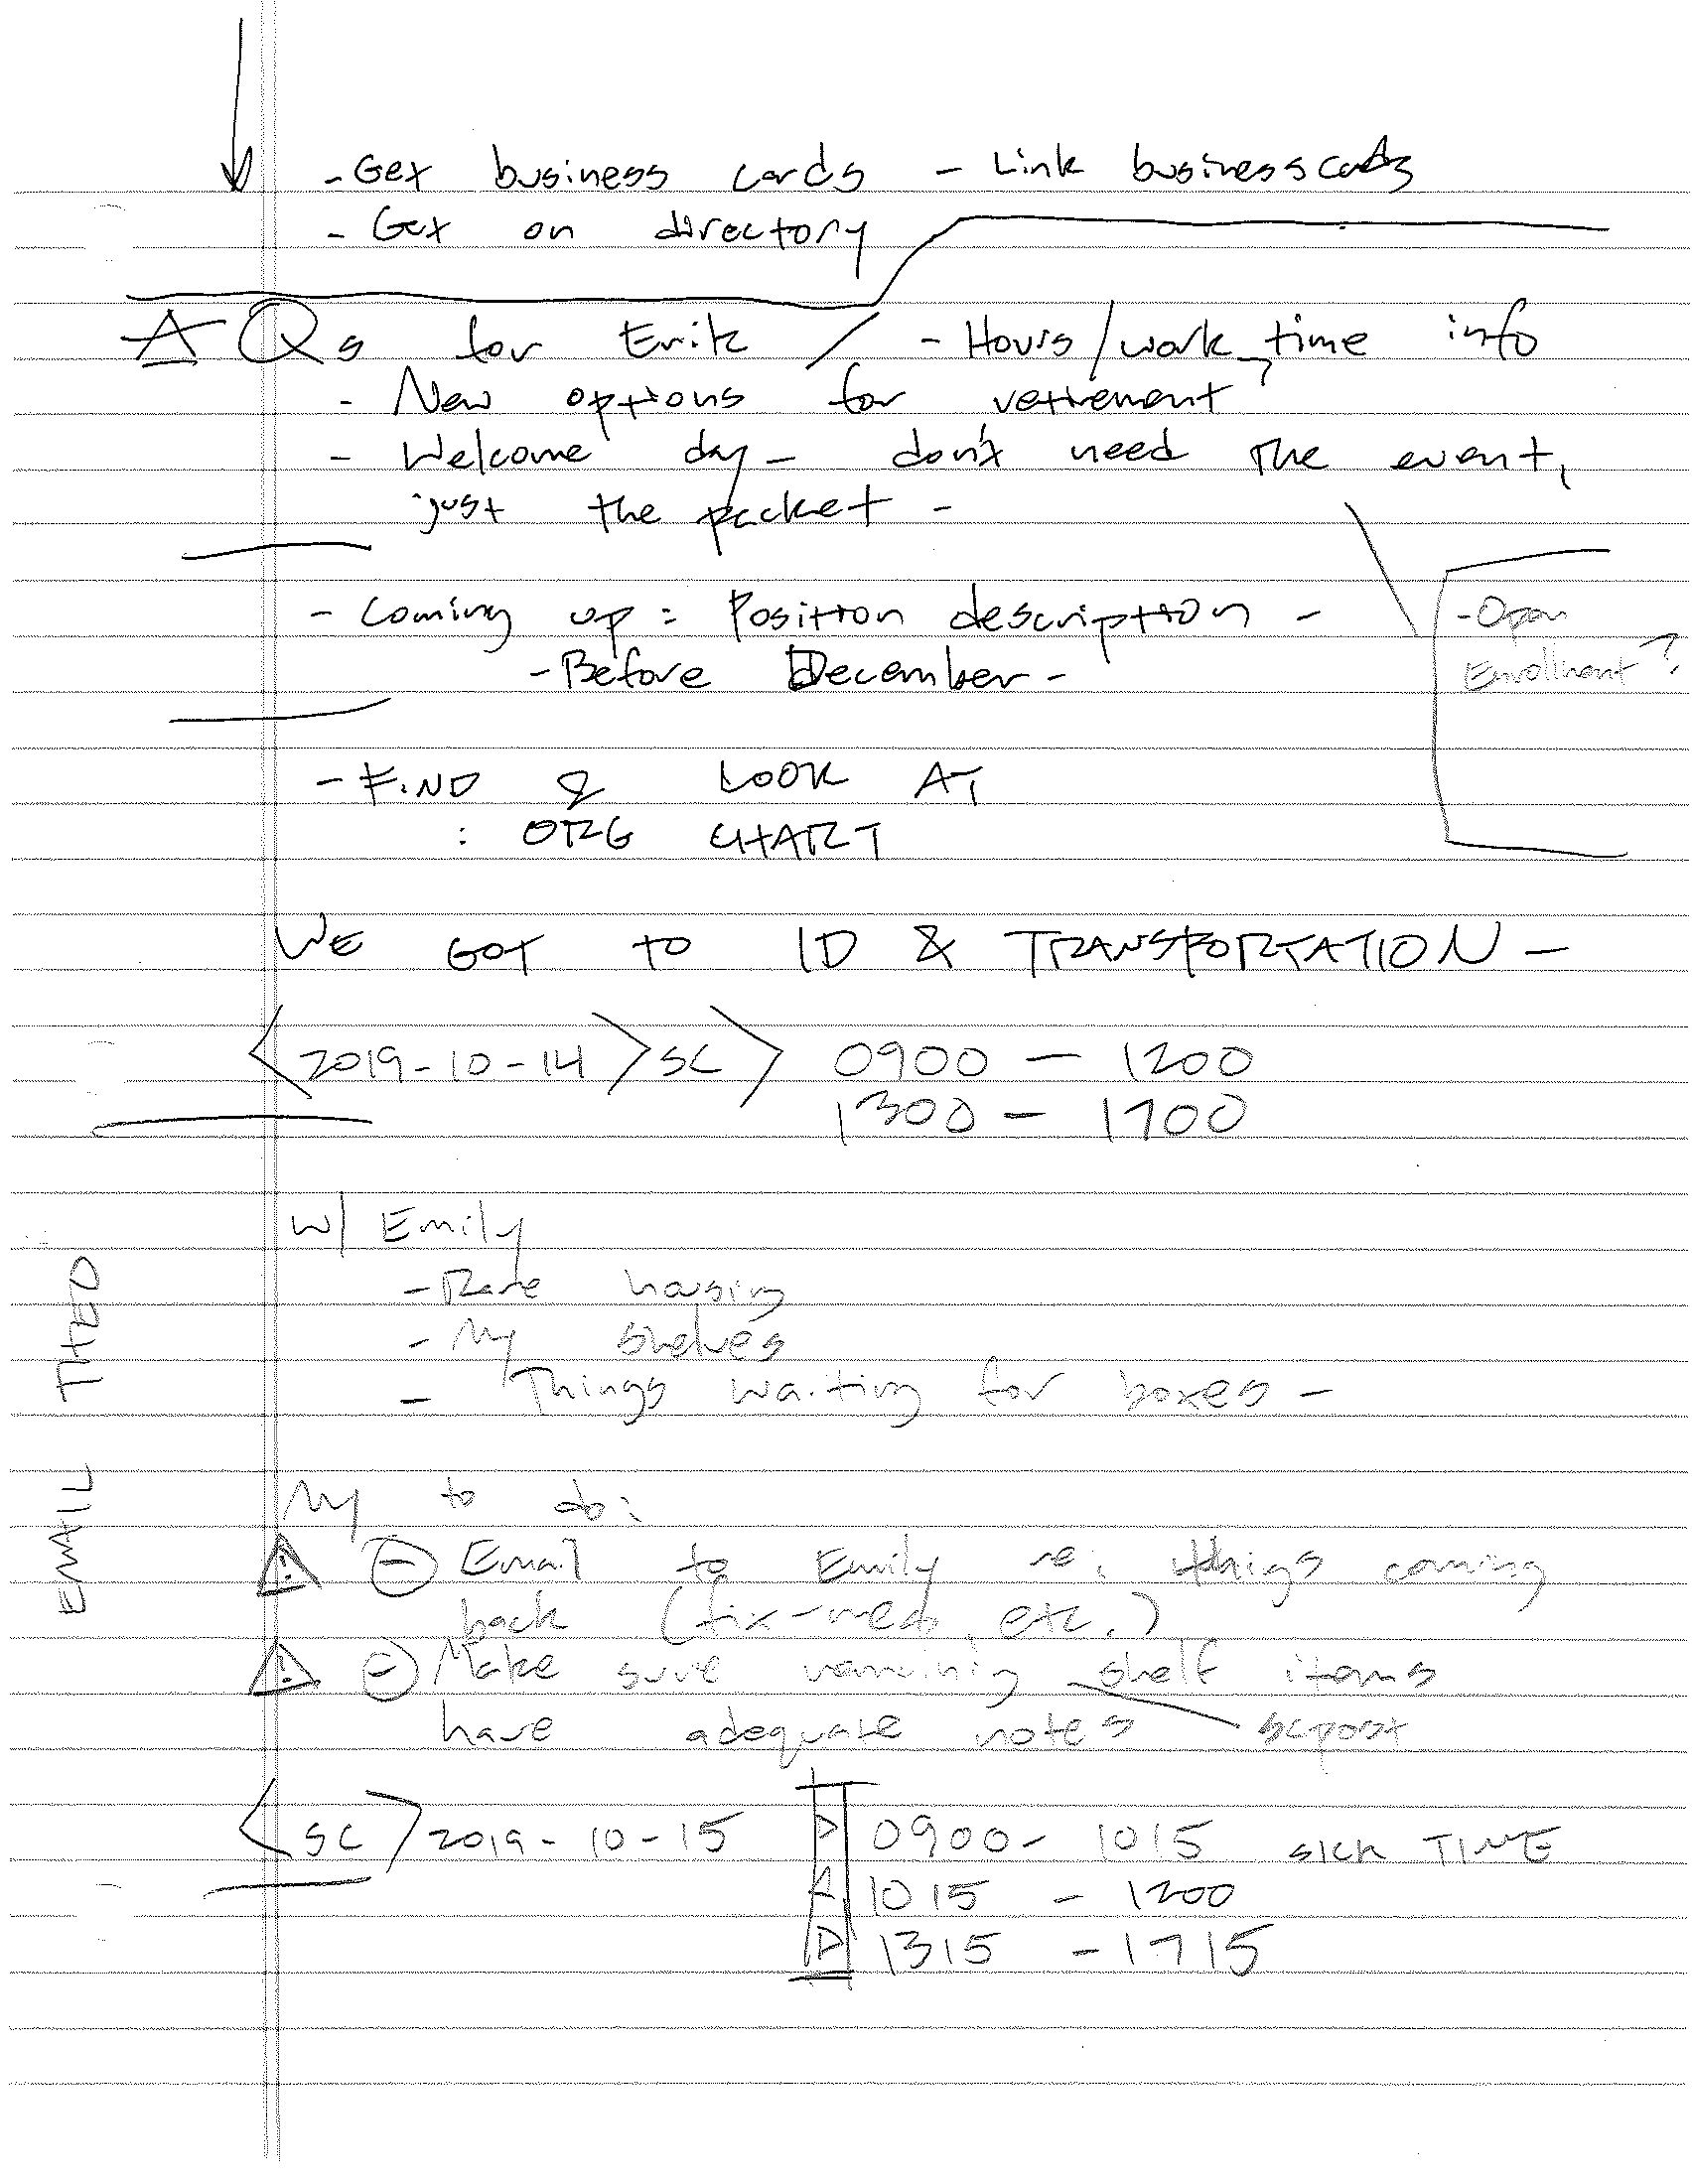 - Get business cards - Link business cards
- Get on directory
Qs for Erik / - Hours/work time info
- New options for retirement
- Welcome day - don't need the event,
just the packet -
- Coming up: Position description -
- Before December -
- Open
Enrollment?
- FIND & LOOK AT
: ORG CHART
WE GOT TO ID & TRANSPORTATION -
<2019-10-14> SC> 0900 - 1200
1300 - 1700
w/ Emily
- Rare housing
- My shelves
- Things waiting for boxes -
EMAIL THEO
My to do:
Email to Emily re: things coming
back (fix-mes, etc.)
Make sure remaining shelf items
have adequate notes
<SC> 2019-10-15 0900 - 1015 SICK TIME
1015 - 1200
1315 - 1715